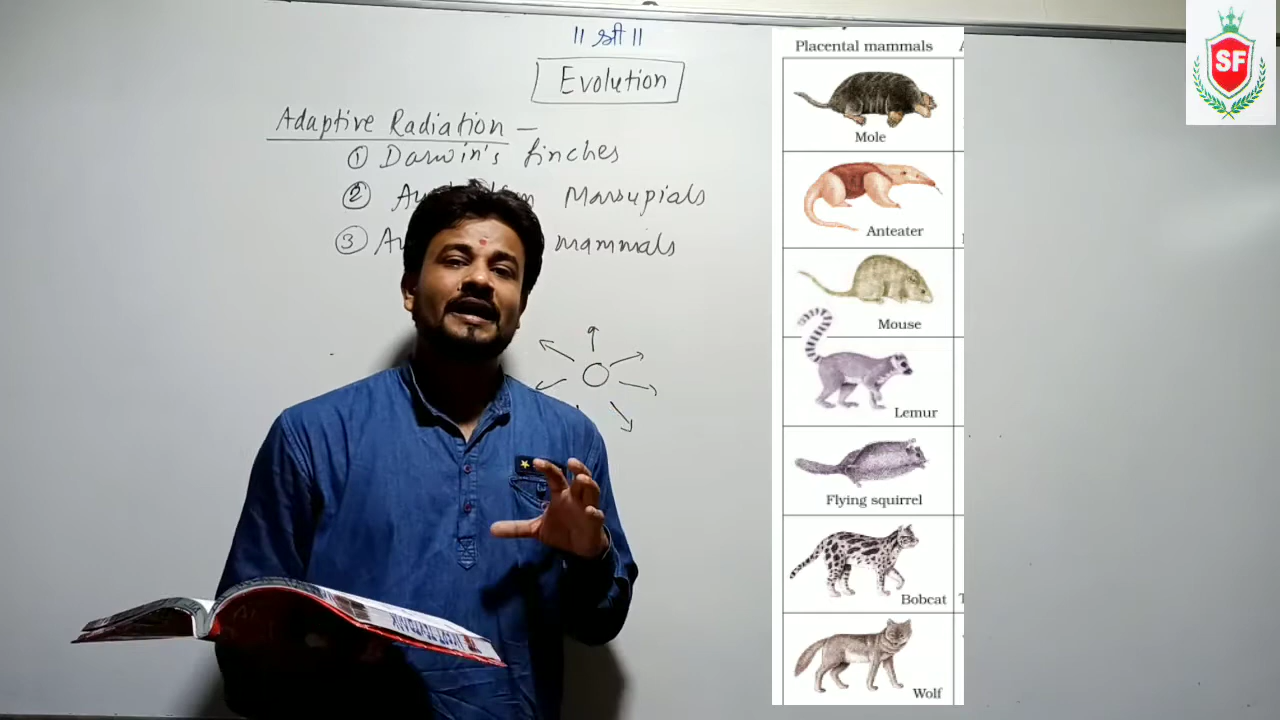 ॥ श्री ॥
Evolution
Adaptive Radiation —
① Darwin's finches
② Marsupials
③ mammals
Placental mammals
Mole
Anteater
Mouse
Lemur
Flying squirrel
Bobcat
Wolf
SF